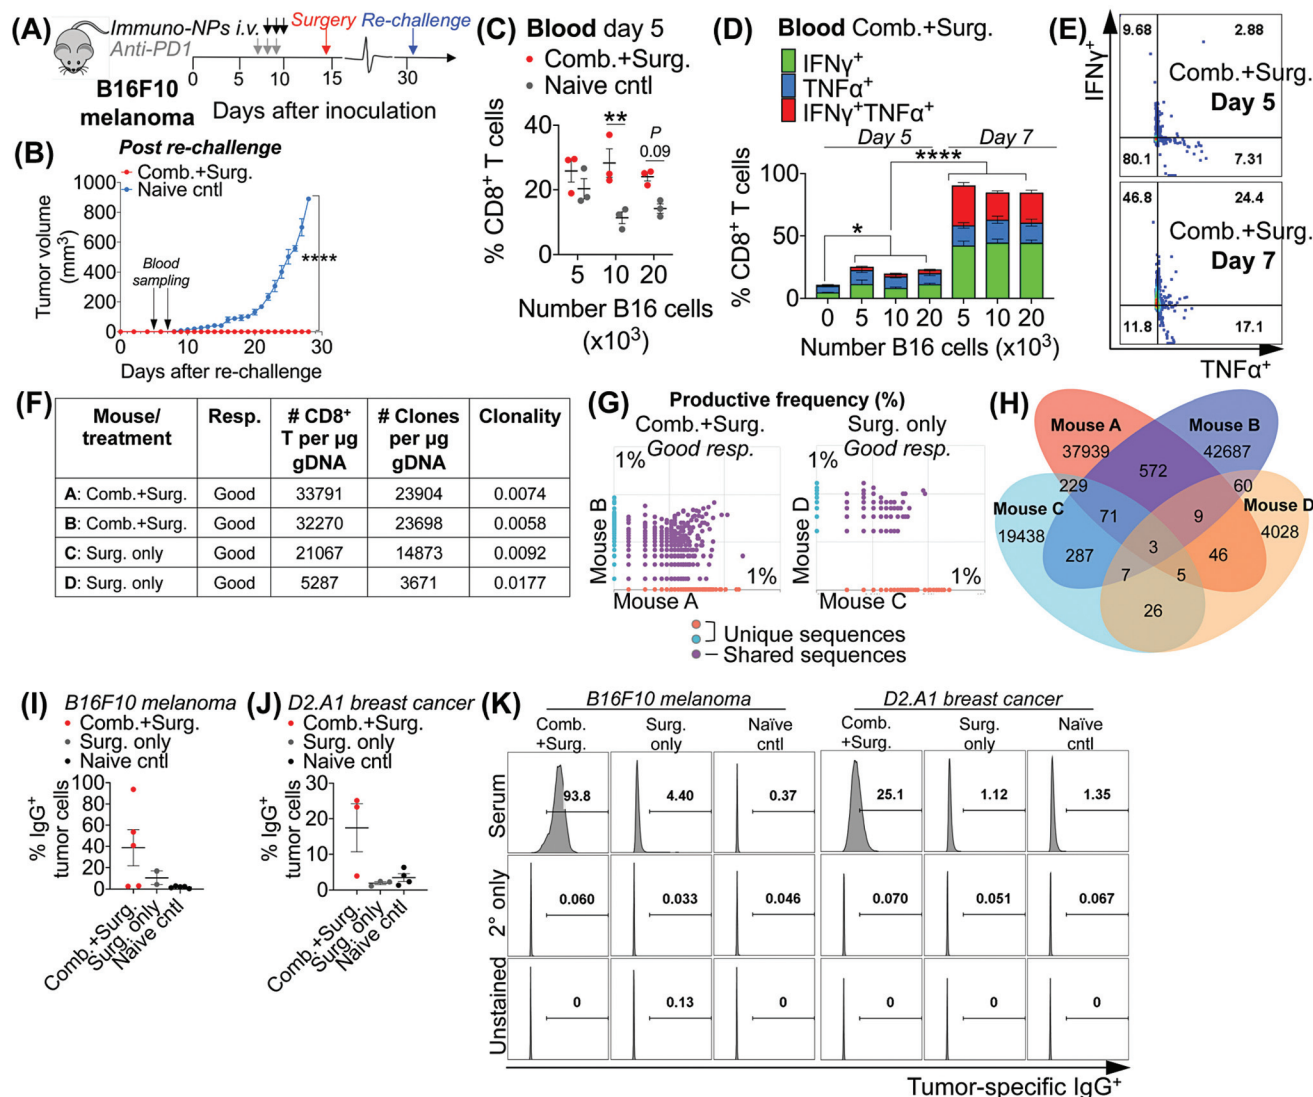 (A)
Immuno-NPs i.v.
Anti-PD1
Surgery
Re-challenge
0 5 10 15 30
B16F10
melanoma
Days after inoculation
(B)
Post re-challenge
Comb.+Surg.
Naive cntl
Tumor volume
(mm³)
1000
800
600
400
200
0
Blood
sampling
****
0 10 20 30
Days after re-challenge
(C) Blood day 5
Comb.+Surg.
Naive cntl
% CD8⁺ T cells
40
20
0
**
P
0.09
5 10 20
Number B16 cells
(x10³)
(D) Blood Comb.+Surg.
IFNγ⁺
TNFα⁺
IFNγ⁺TNFα⁺
Day 5 Day 7
% CD8⁺ T cells
100
50
0
*
****
0 5 10 20 5 10 20
Number B16 cells (x10³)
(E)
IFNγ⁺
9.68 2.88
Comb.+Surg.
Day 5
80.1 7.31
46.8 24.4
Comb.+Surg.
Day 7
11.8 17.1
TNFα⁺
(F)
Mouse/ treatment Resp. # CD8⁺ T per µg gDNA # Clones per µg gDNA Clonality
A: Comb.+Surg. Good 33791 23904 0.0074
B: Comb.+Surg. Good 32270 23698 0.0058
C: Surg. only Good 21067 14873 0.0092
D: Surg. only Good 5287 3671 0.0177
(G) Productive frequency (%)
Comb.+Surg. Surg. only
Good resp. Good resp.
1% 1%
Mouse B Mouse D
1% 1%
Mouse A Mouse C
Unique sequences
Shared sequences
(H)
Mouse A Mouse B
37939 42687
572
229 60
Mouse C Mouse D
71 9
19438 4028
3
287 46
7 5
26
(I) B16F10 melanoma
Comb.+Surg.
Surg. only
Naive cntl
% IgG⁺
tumor cells
100
80
60
40
20
0
Comb.+Surg.
Surg. only
Naive cntl
(J) D2.A1 breast cancer
Comb.+Surg.
Surg. only
Naive cntl
% IgG⁺
tumor cells
30
20
10
0
Comb.+Surg.
Surg. only
Naive cntl
(K) B16F10 melanoma D2.A1 breast cancer
Comb. Surg. Naïve Comb. Surg. Naïve
+Surg. only cntl +Surg. only cntl
Serum 93.8 4.40 0.37 25.1 1.12 1.35
2° only 0.060 0.033 0.046 0.070 0.051 0.067
Unstained 0 0.13 0 0 0 0
Tumor-specific IgG⁺